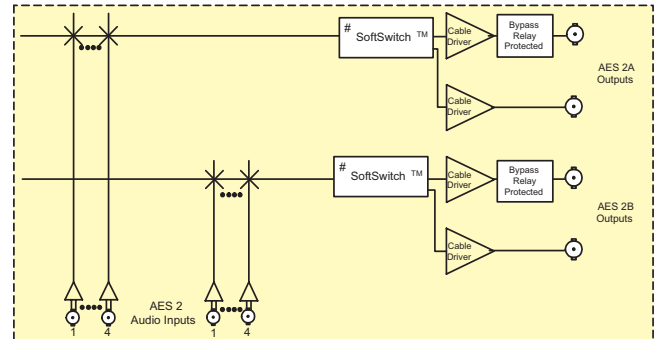 # SoftSwitch TM
Cable
Driver
Bypass
Relay
Protected
AES 2A
Outputs
Cable
Driver
# SoftSwitch TM
Cable
Driver
Bypass
Relay
Protected
AES 2B
Outputs
Cable
Driver
AES 2
Audio Inputs
1 4 1 4